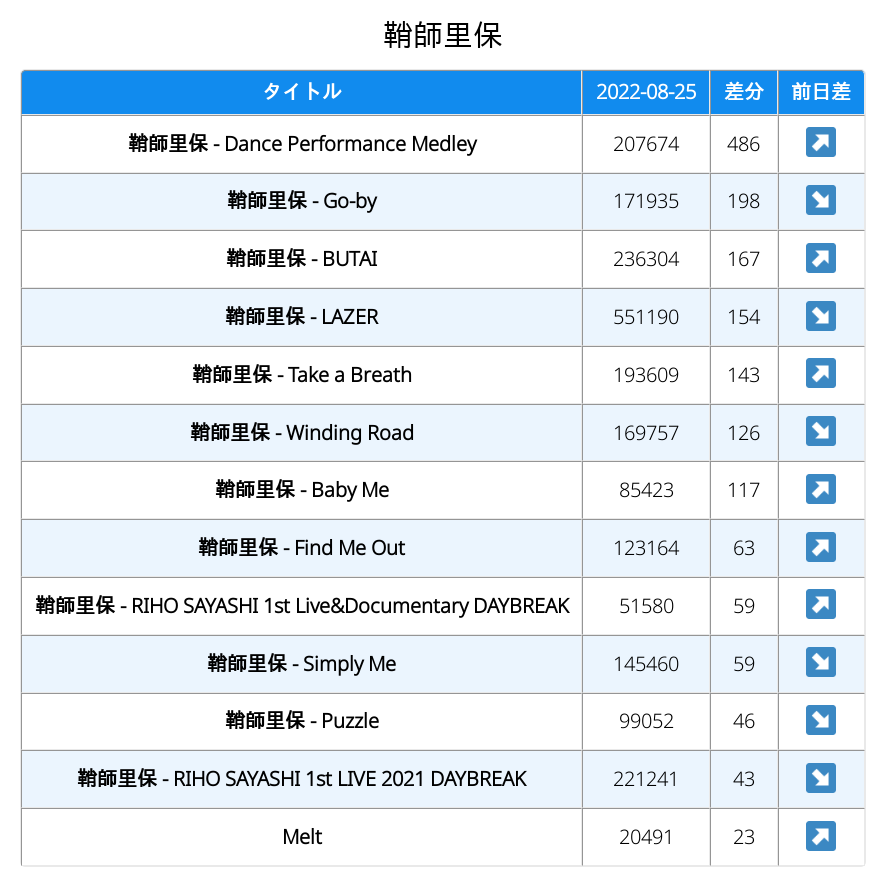 鞘師里保
タイトル 2022-08-25 差分 前日差
鞘師里保 - Dance Performance Medley 207674 486 ↗
鞘師里保 - Go-by 171935 198 ↘
鞘師里保 - BUTAI 236304 167 ↗
鞘師里保 - LAZER 551190 154 ↘
鞘師里保 - Take a Breath 193609 143 ↗
鞘師里保 - Winding Road 169757 126 ↘
鞘師里保 - Baby Me 85423 117 ↗
鞘師里保 - Find Me Out 123164 63 ↗
鞘師里保 - RIHO SAYASHI 1st Live&Documentary DAYBREAK 51580 59 ↗
鞘師里保 - Simply Me 145460 59 ↘
鞘師里保 - Puzzle 99052 46 ↘
鞘師里保 - RIHO SAYASHI 1st LIVE 2021 DAYBREAK 221241 43 ↘
Melt 20491 23 ↗